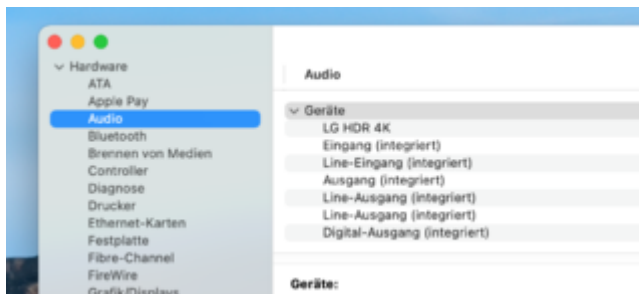 Hardware
ATA
Apple Pay
Audio
Bluetooth
Brennen von Medien
Controller
Diagnose
Drucker
Ethernet-Karten
Festplatte
Fibre-Channel
FireWire
Grafik/Displays
Audio
Geräte
LG HDR 4K
Eingang (integriert)
Line-Eingang (integriert)
Ausgang (integriert)
Line-Ausgang (integriert)
Line-Ausgang (integriert)
Digital-Ausgang (integriert)
Geräte: